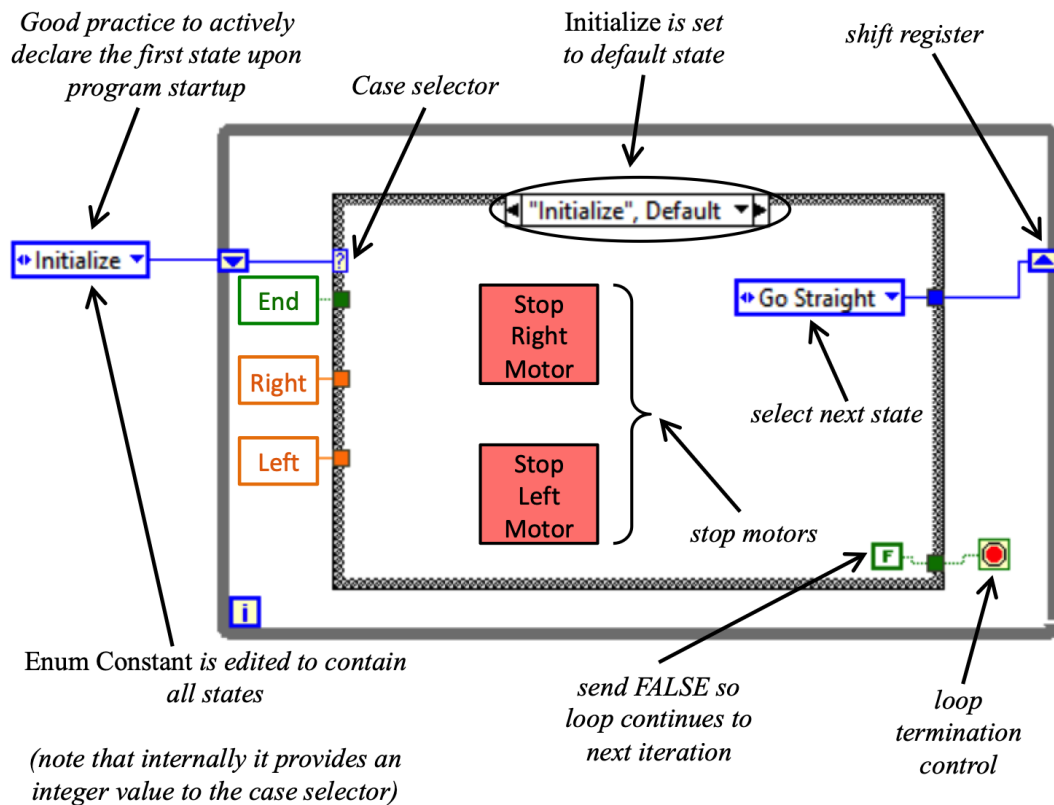 Good practice to actively
declare the first state upon
program startup
Case selector
Initialize is set
to default state
shift register
"Initialize", Default
Initialize
?
End
Right
Left
Stop
Right
Motor
Stop
Left
Motor
Go Straight
select next state
stop motors
F
i
Enum Constant is edited to contain
all states
(note that internally it provides an
integer value to the case selector)
send FALSE so
loop continues to
next iteration
loop
termination
control